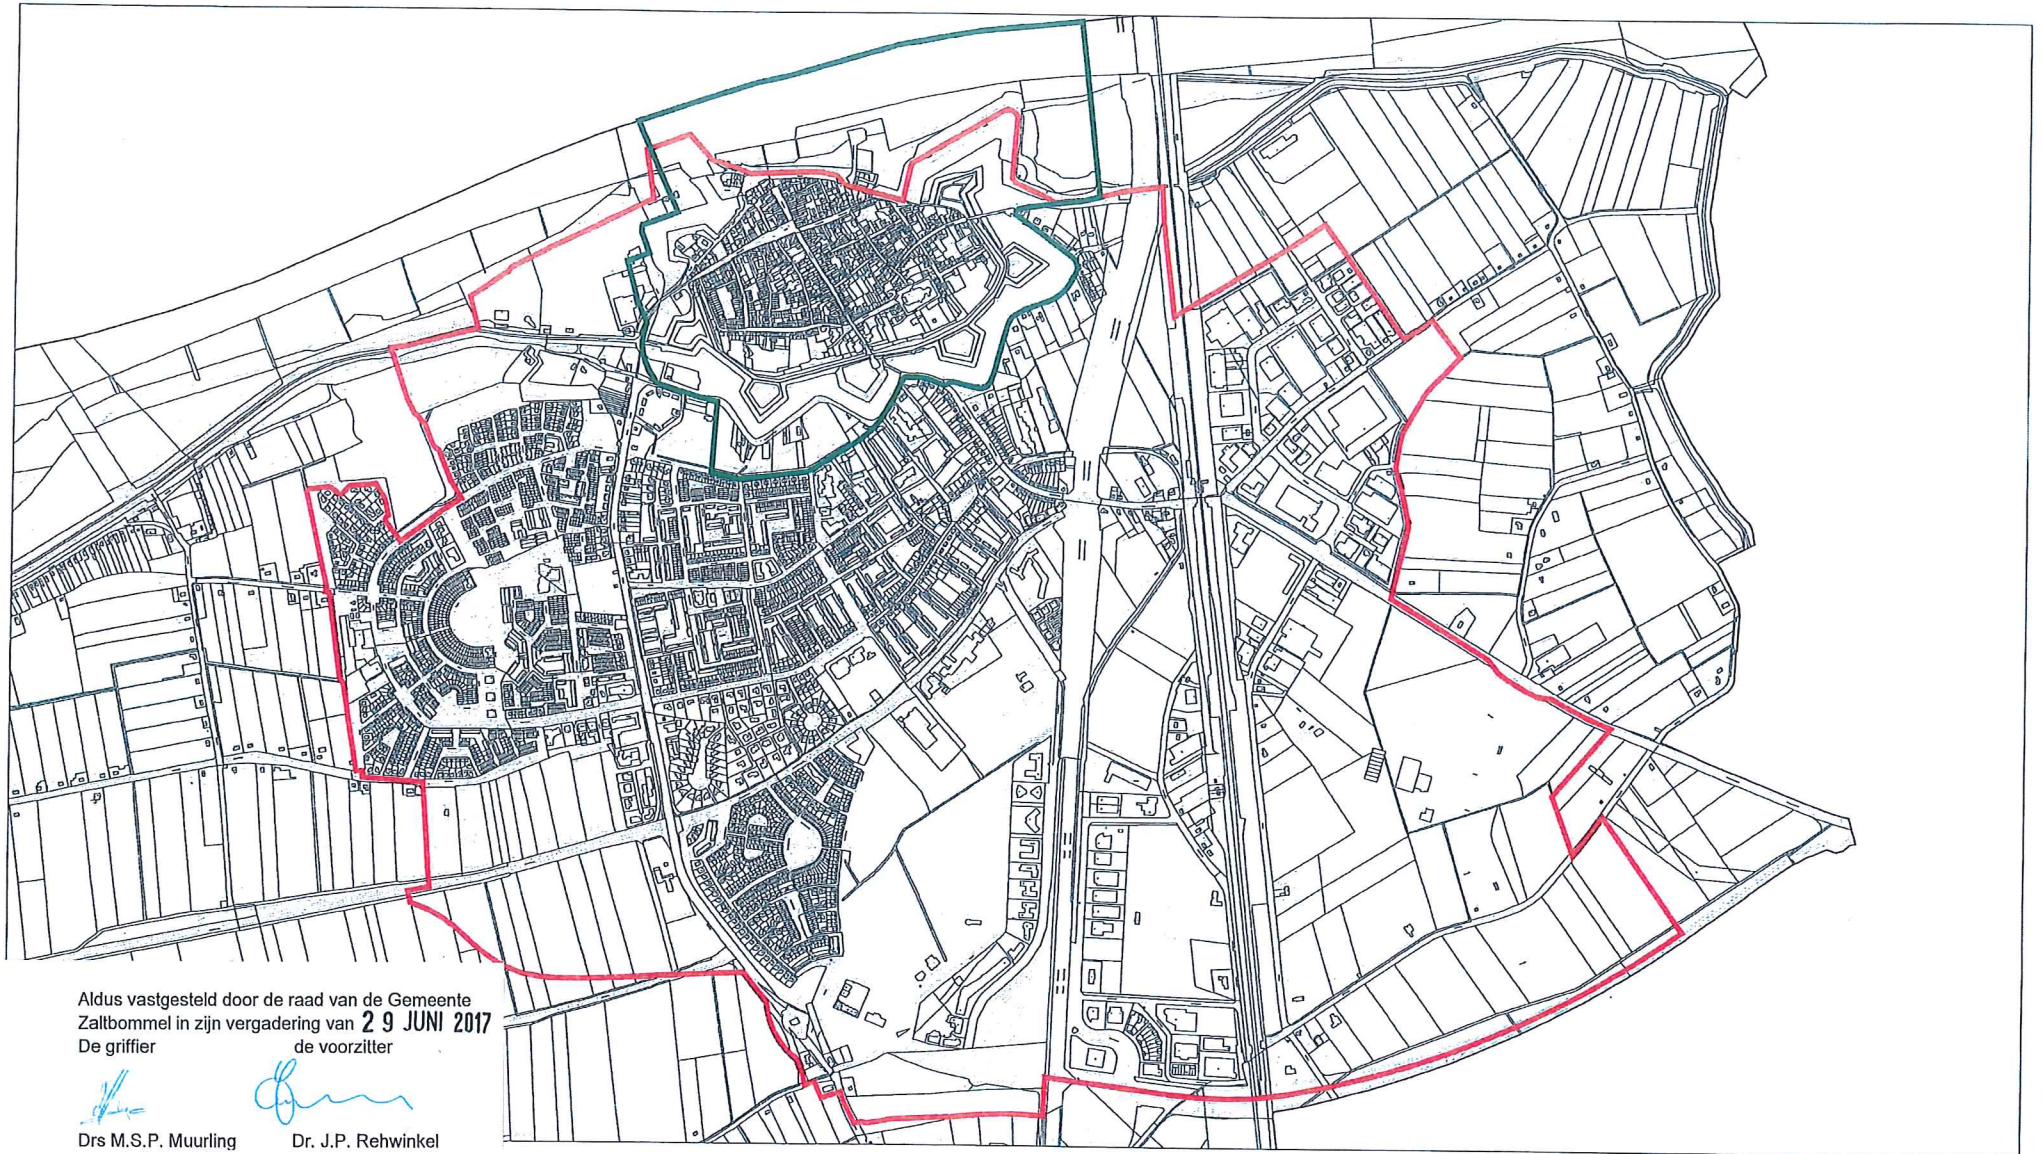 Aldus vastgesteld door de raad van de Gemeente
Zaltbommel in zijn vergadering van 29 JUNI 2017
De griffier de voorzitter
Drs M.S.P. Muurling Dr. J.P. Rehwinkel